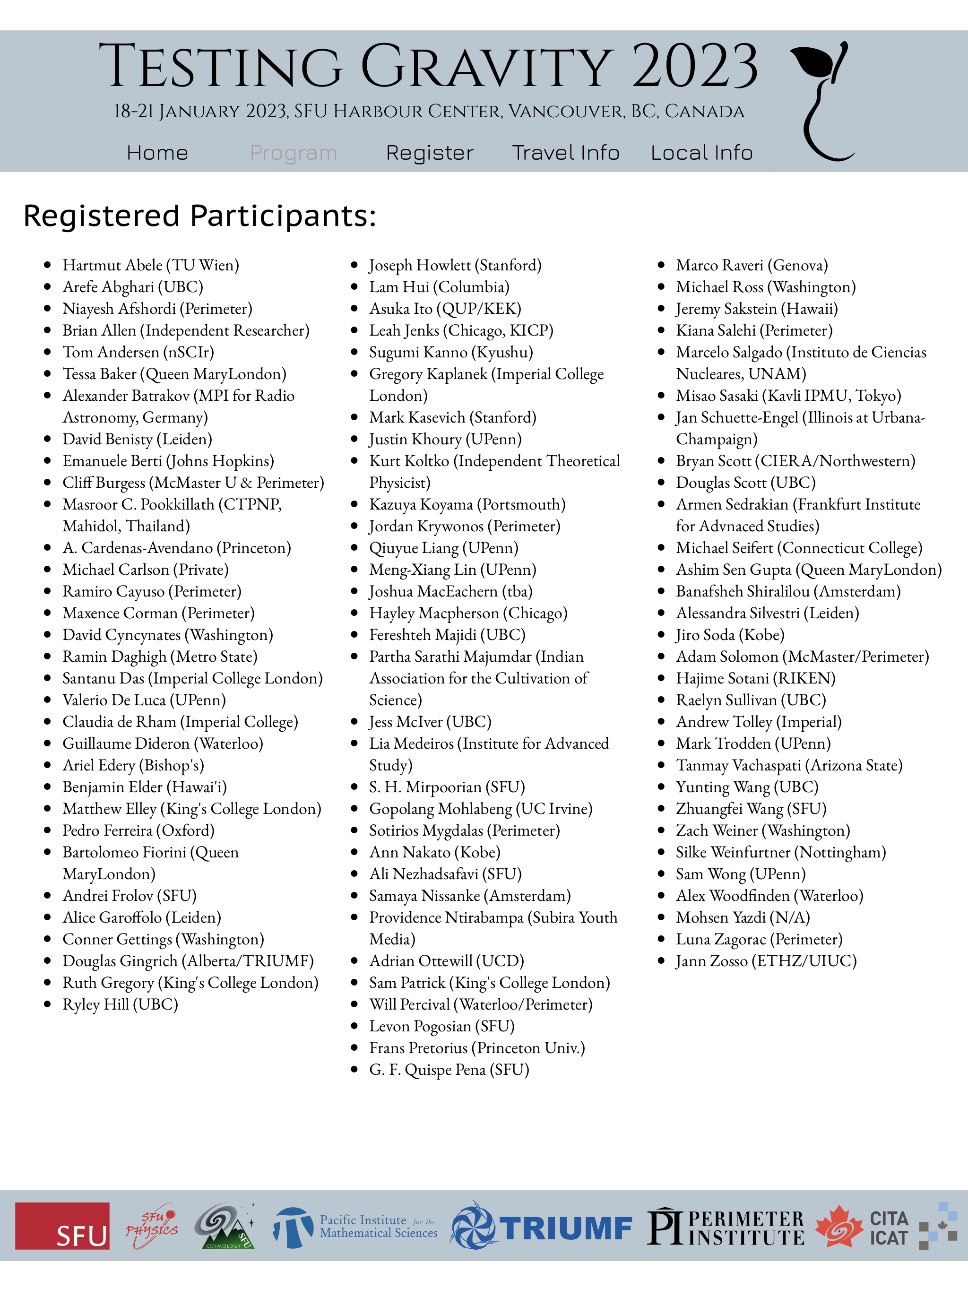 Testing Gravity 2023
18-21 January 2023, SFU Harbour Center, Vancouver, BC, Canada
Home Program Register Travel Info Local Info
Registered Participants:
Hartmut Abele (TU Wien)
Arefe Abghari (UBC)
Niayesh Afshordi (Perimeter)
Brian Allen (Independent Researcher)
Tom Andersen (nSCIr)
Tessa Baker (Queen MaryLondon)
Alexander Batrakov (MPI for Radio
Astronomy, Germany)
David Benisty (Leiden)
Emanuele Berti (Johns Hopkins)
Cliff Burgess (McMaster U & Perimeter)
Masroor C. Pookkillath (CTPNP,
Mahidol, Thailand)
A. Cardenas-Avendano (Princeton)
Michael Carlson (Private)
Ramiro Cayuso (Perimeter)
Maxence Corman (Perimeter)
David Cyncynates (Washington)
Ramin Daghigh (Metro State)
Santanu Das (Imperial College London)
Valerio De Luca (UPenn)
Claudia de Rham (Imperial College)
Guillaume Dideron (Waterloo)
Ariel Edery (Bishop's)
Benjamin Elder (Hawai'i)
Matthew Elley (King's College London)
Pedro Ferreira (Oxford)
Bartolomeo Fiorini (Queen
MaryLondon)
Andrei Frolov (SFU)
Alice Garoffolo (Leiden)
Conner Gettings (Washington)
Douglas Gingrich (Alberta/TRIUMF)
Ruth Gregory (King's College London)
Ryley Hill (UBC)
Joseph Howlett (Stanford)
Lam Hui (Columbia)
Asuka Ito (QUP/KEK)
Leah Jenks (Chicago, KICP)
Sugumi Kanno (Kyushu)
Gregory Kaplanek (Imperial College
London)
Mark Kasevich (Stanford)
Justin Khoury (UPenn)
Kurt Koltko (Independent Theoretical
Physicist)
Kazuya Koyama (Portsmouth)
Jordan Krywonos (Perimeter)
Qiuyue Liang (UPenn)
Meng-Xiang Lin (UPenn)
Joshua MacEachern (tba)
Hayley Macpherson (Chicago)
Fereshteh Majidi (UBC)
Partha Sarathi Majumdar (Indian
Association for the Cultivation of
Science)
Jess McIver (UBC)
Lia Medeiros (Institute for Advanced
Study)
S. H. Mirpoorian (SFU)
Gopolang Mohlabeng (UC Irvine)
Sotirios Mygdalas (Perimeter)
Ann Nakato (Kobe)
Ali Nezhadsafavi (SFU)
Samaya Nissanke (Amsterdam)
Providence Ntirabampa (Subira Youth
Media)
Adrian Ottewill (UCD)
Sam Patrick (King's College London)
Will Percival (Waterloo/Perimeter)
Levon Pogosian (SFU)
Frans Pretorius (Princeton Univ.)
G. F. Quispe Pena (SFU)
Marco Raveri (Genova)
Michael Ross (Washington)
Jeremy Sakstein (Hawaii)
Kiana Salehi (Perimeter)
Marcelo Salgado (Instituto de Ciencias
Nucleares, UNAM)
Misao Sasaki (Kavli IPMU, Tokyo)
Jan Schuette-Engel (Illinois at Urbana-
Champaign)
Bryan Scott (CIERA/Northwestern)
Douglas Scott (UBC)
Armen Sedrakian (Frankfurt Institute
for Advnaced Studies)
Michael Seifert (Connecticut College)
Ashim Sen Gupta (Queen MaryLondon)
Banafsheh Shiralilou (Amsterdam)
Alessandra Silvestri (Leiden)
Jiro Soda (Kobe)
Adam Solomon (McMaster/Perimeter)
Hajime Sotani (RIKEN)
Raelyn Sullivan (UBC)
Andrew Tolley (Imperial)
Mark Trodden (UPenn)
Tanmay Vachaspati (Arizona State)
Yunting Wang (UBC)
Zhuangfei Wang (SFU)
Zach Weiner (Washington)
Silke Weinfurtner (Nottingham)
Sam Wong (UPenn)
Alex Woodfinden (Waterloo)
Mohsen Yazdi (N/A)
Luna Zagorac (Perimeter)
Jann Zosso (ETHZ/UIUC)
SFU
SFU
PHYSICS
COSMOLOGY SFU
Pacific Institute for the
Mathematical Sciences
TRIUMF
PI PERIMETER
INSTITUTE
CITA
ICAT